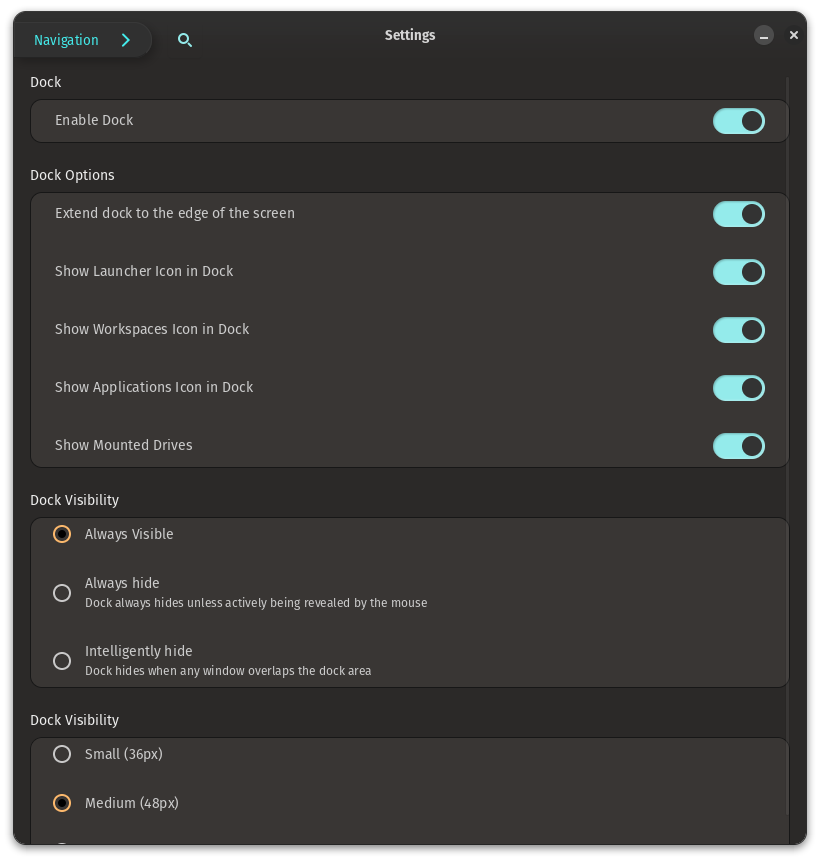 Navigation
Settings
Dock
Enable Dock
Dock Options
Extend dock to the edge of the screen
Show Launcher Icon in Dock
Show Workspaces Icon in Dock
Show Applications Icon in Dock
Show Mounted Drives
Dock Visibility
Always Visible
Always hide
Dock always hides unless actively being revealed by the mouse
Intelligently hide
Dock hides when any window overlaps the dock area
Dock Visibility
Small (36px)
Medium (48px)